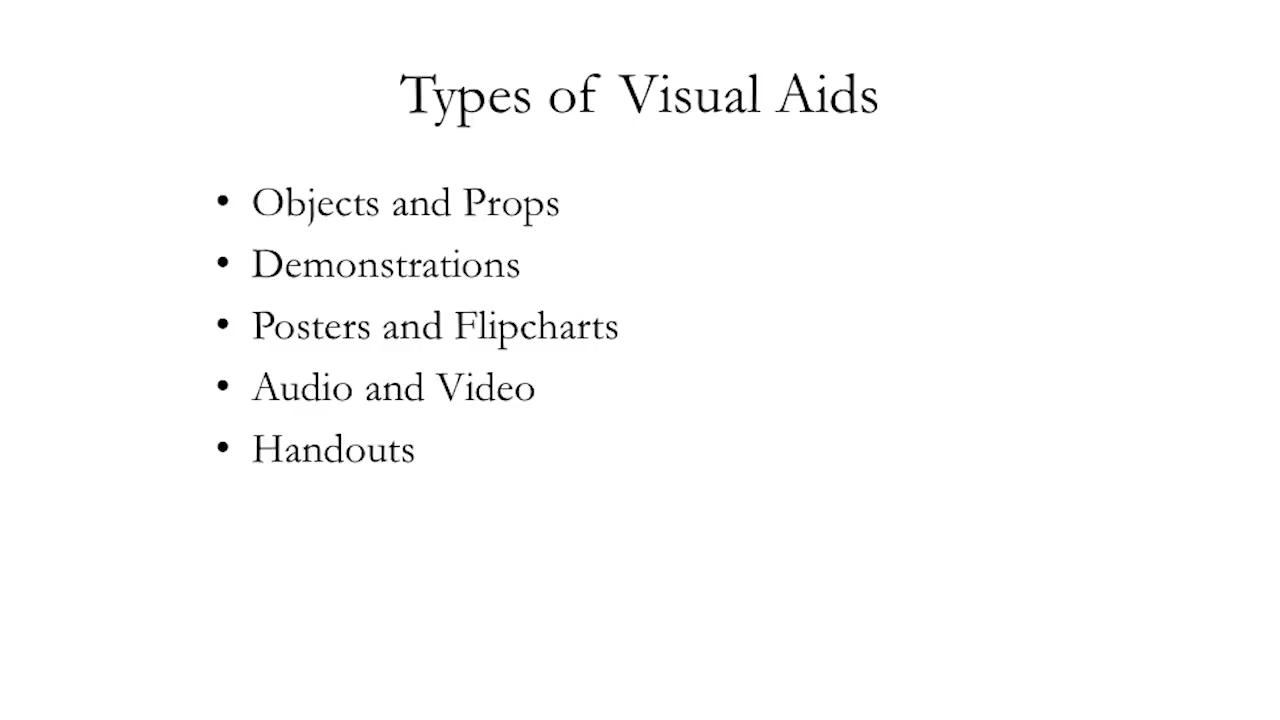 Types of Visual Aids
• Objects and Props
• Demonstrations
• Posters and Flipcharts
• Audio and Video
• Handouts